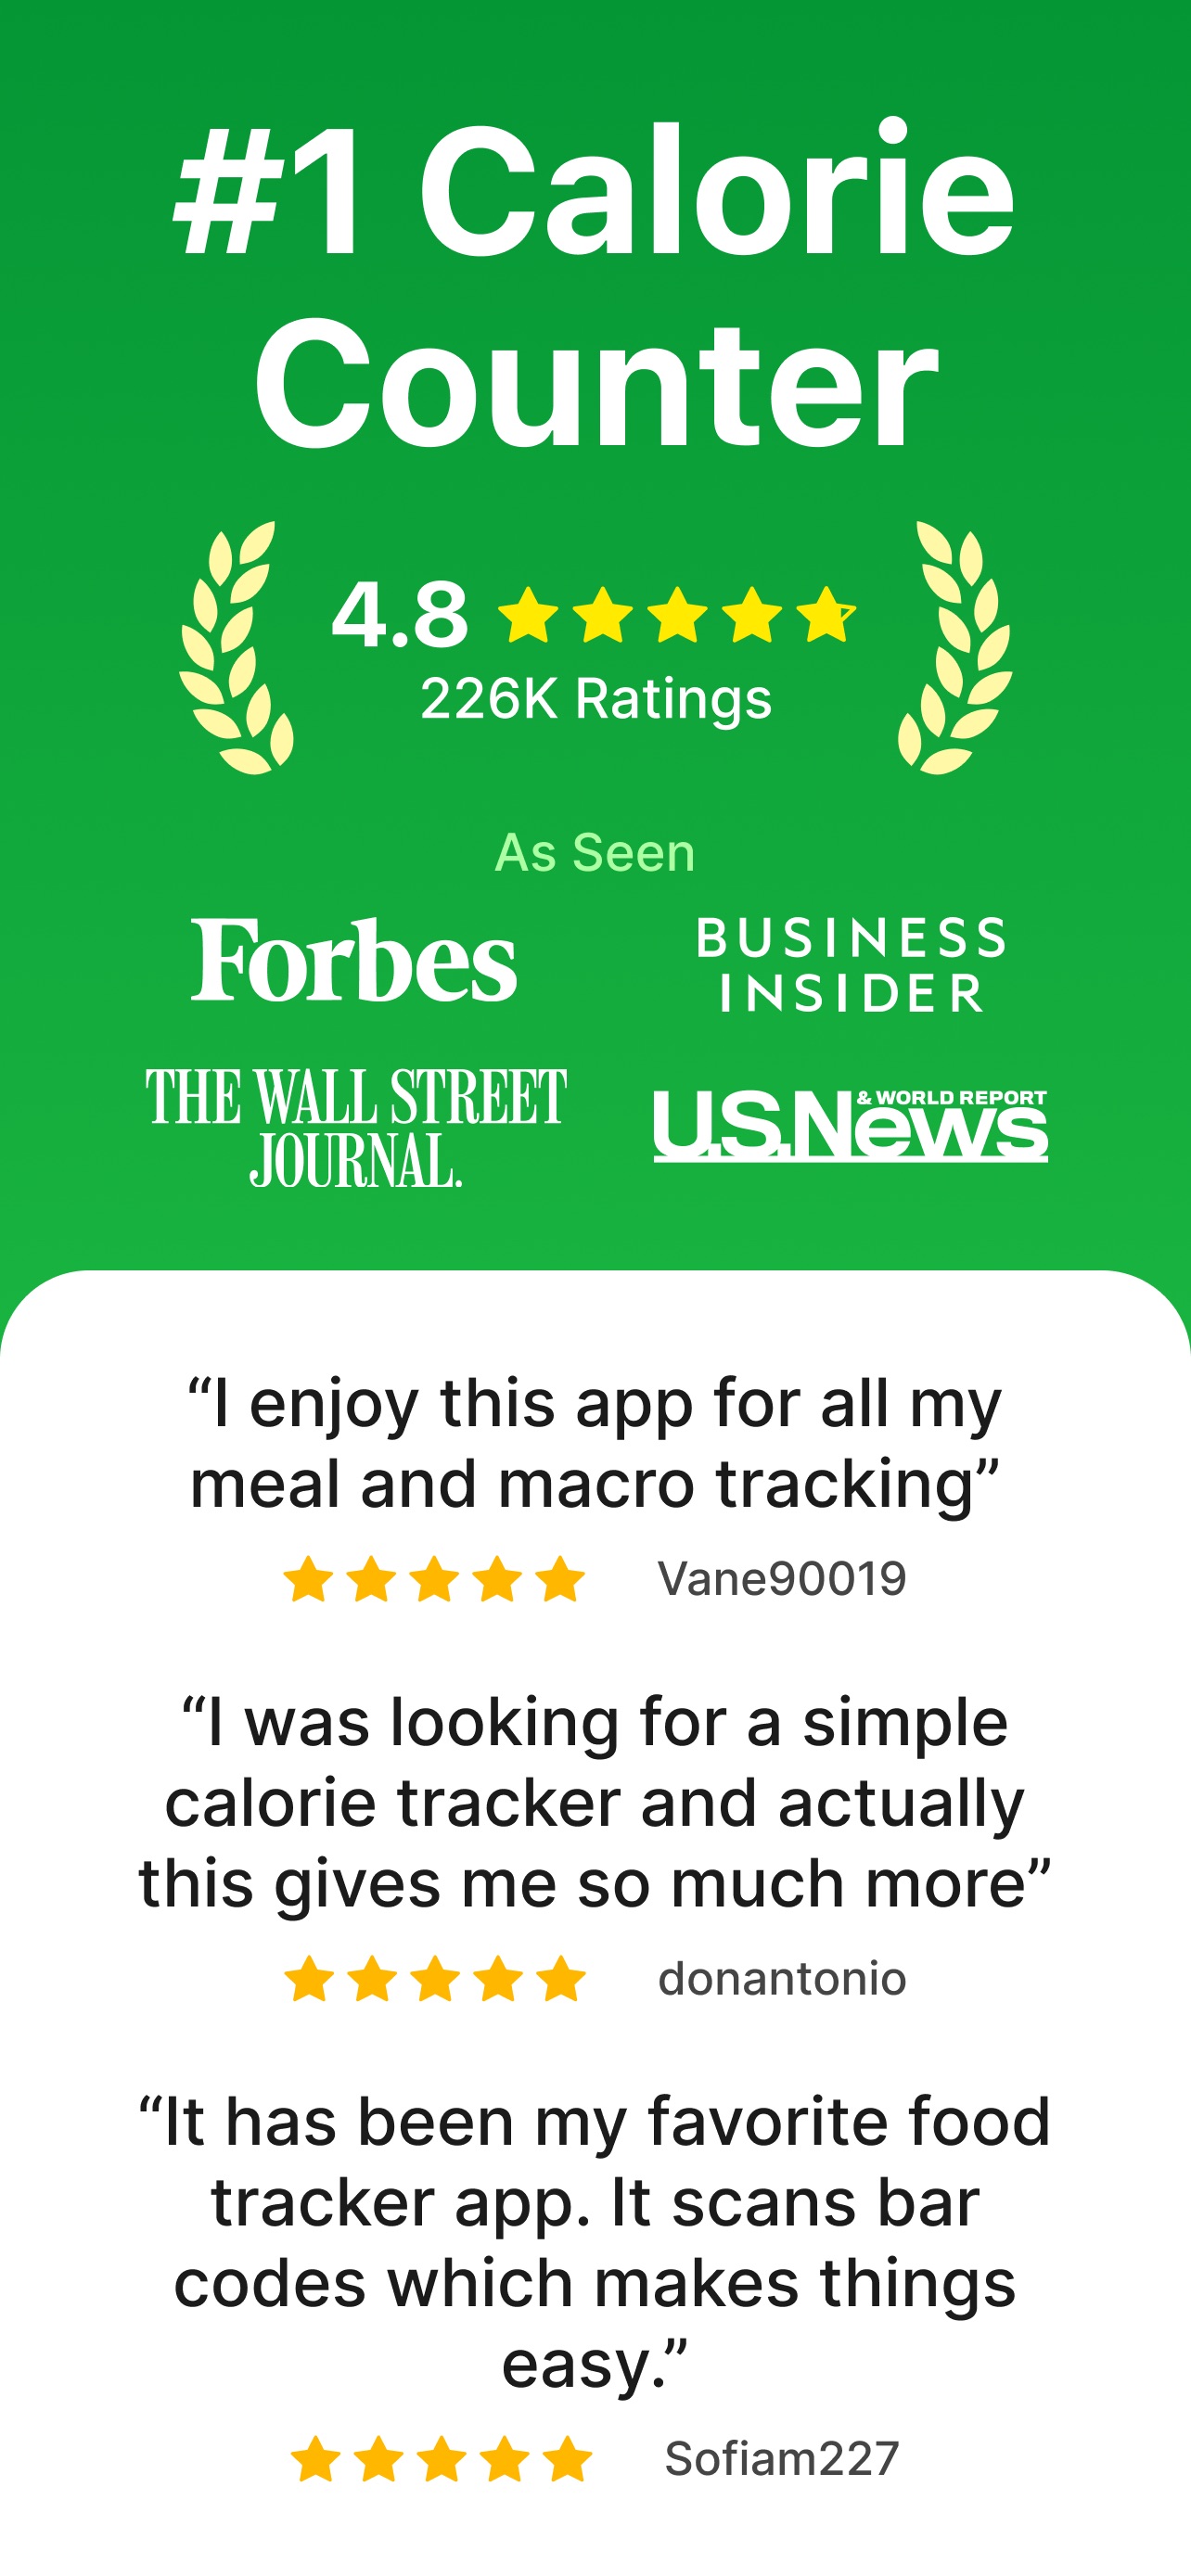 #1 Calorie
Counter
4.8
226K Ratings
As Seen
Forbes
BUSINESS
INSIDER
THE WALL STREET
JOURNAL.
U.S.News
& WORLD REPORT
“I enjoy this app for all my
meal and macro tracking”
Vane90019
“I was looking for a simple
calorie tracker and actually
this gives me so much more”
donantonio
“It has been my favorite food
tracker app. It scans bar
codes which makes things
easy.”
Sofiam227